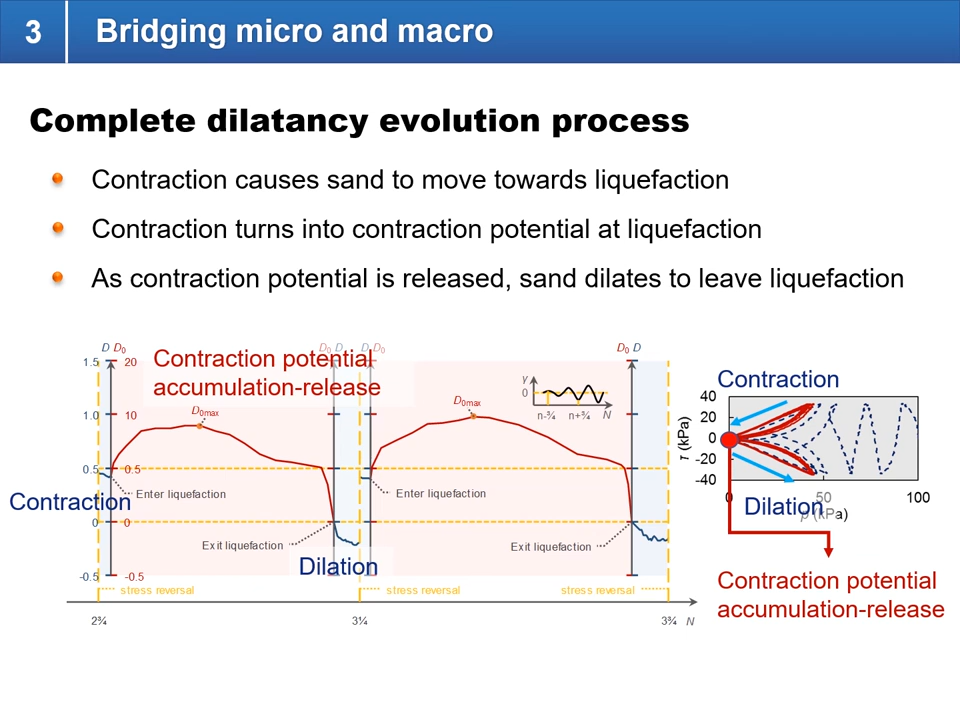 3 Bridging micro and macro
Complete dilatancy evolution process
Contraction causes sand to move towards liquefaction
Contraction turns into contraction potential at liquefaction
As contraction potential is released, sand dilates to leave liquefaction
D D₀ D₀ D D D₀ D₀ D
Contraction potential
accumulation-release
1.5 20
1.0 10
0.5 0.5
0 0
-0.5 -0.5
D₀max
D₀max
γ
0
n-¾ n+¾ N
Contraction
Enter liquefaction
Enter liquefaction
Exit liquefaction
Exit liquefaction
Dilation
stress reversal
stress reversal
stress reversal
2¾ 3¼ 3¾ N
Contraction
τ (kPa)
40
20
0
-20
-40
0 50 100
Dilation
p (kPa)
Contraction potential
accumulation-release